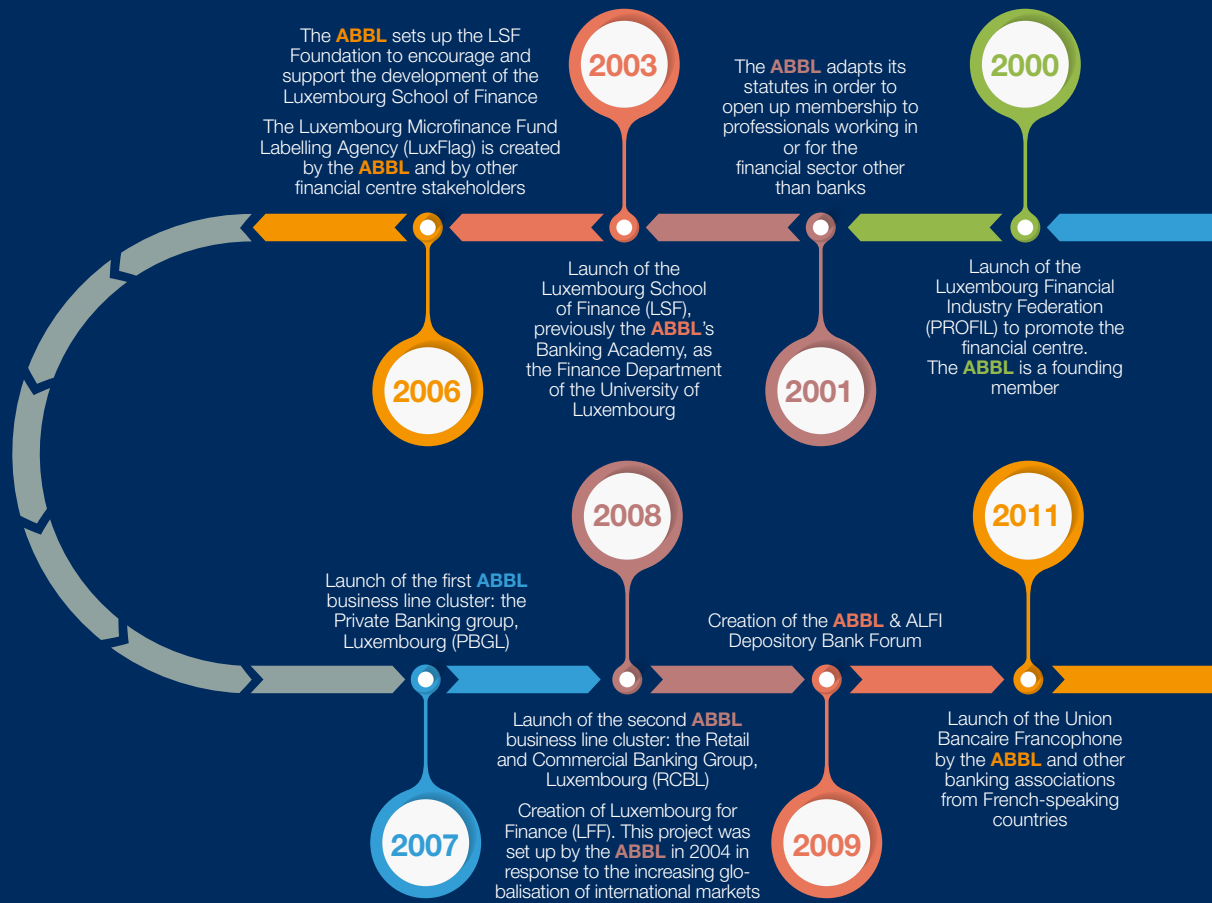 The ABBL sets up the LSF
Foundation to encourage and
support the development of the
Luxembourg School of Finance
The Luxembourg Microfinance Fund
Labelling Agency (LuxFlag) is created
by the ABBL and by other
financial centre stakeholders
2003
The ABBL adapts its
statutes in order to
open up membership to
professionals working in
or for the
financial sector other
than banks
2000
2006
Launch of the
Luxembourg School
of Finance (LSF),
previously the ABBL's
Banking Academy, as
the Finance Department
of the University of
Luxembourg
2001
Launch of the
Luxembourg Financial
Industry Federation
(PROFIL) to promote the
financial centre.
The ABBL is a founding
member
Launch of the first ABBL
business line cluster: the
Private Banking group,
Luxembourg (PBGL)
2008
Creation of the ABBL & ALFI
Depository Bank Forum
2011
2007
Launch of the second ABBL
business line cluster: the Retail
and Commercial Banking Group,
Luxembourg (RCBL)
Creation of Luxembourg for
Finance (LFF). This project was
set up by the ABBL in 2004 in
response to the increasing glo-
balisation of international markets
2009
Launch of the Union
Bancaire Francophone
by the ABBL and other
banking associations
from French-speaking
countries